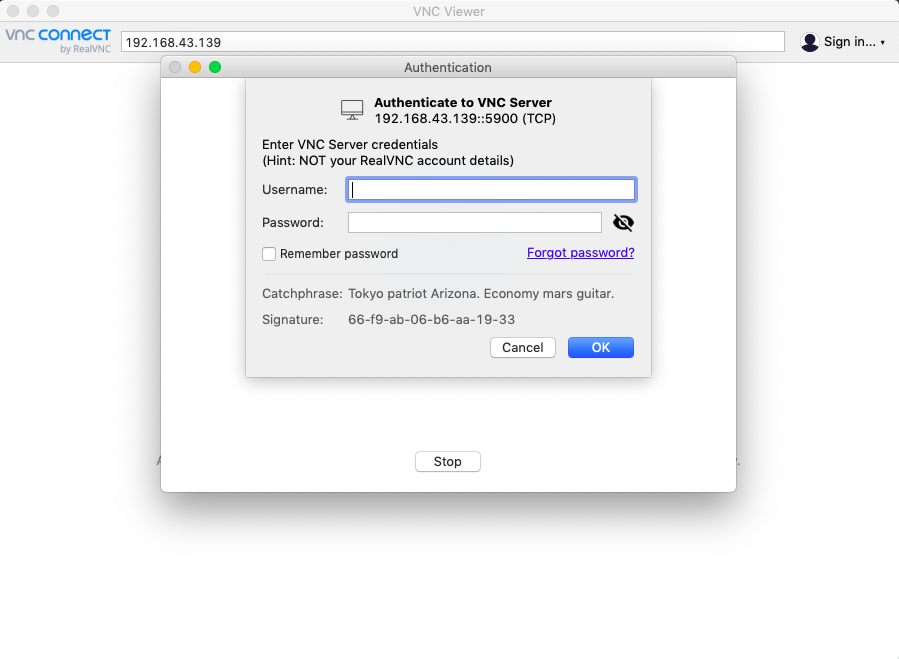 VNC Viewer
vnc connect
by RealVNC
192.168.43.139
Sign in...
Authentication
Authenticate to VNC Server
192.168.43.139::5900 (TCP)
Enter VNC Server credentials
(Hint: NOT your RealVNC account details)
Username:
Password:
Remember password
Forgot password?
Catchphrase: Tokyo patriot Arizona. Economy mars guitar.
Signature: 66-f9-ab-06-b6-aa-19-33
Cancel
OK
Stop